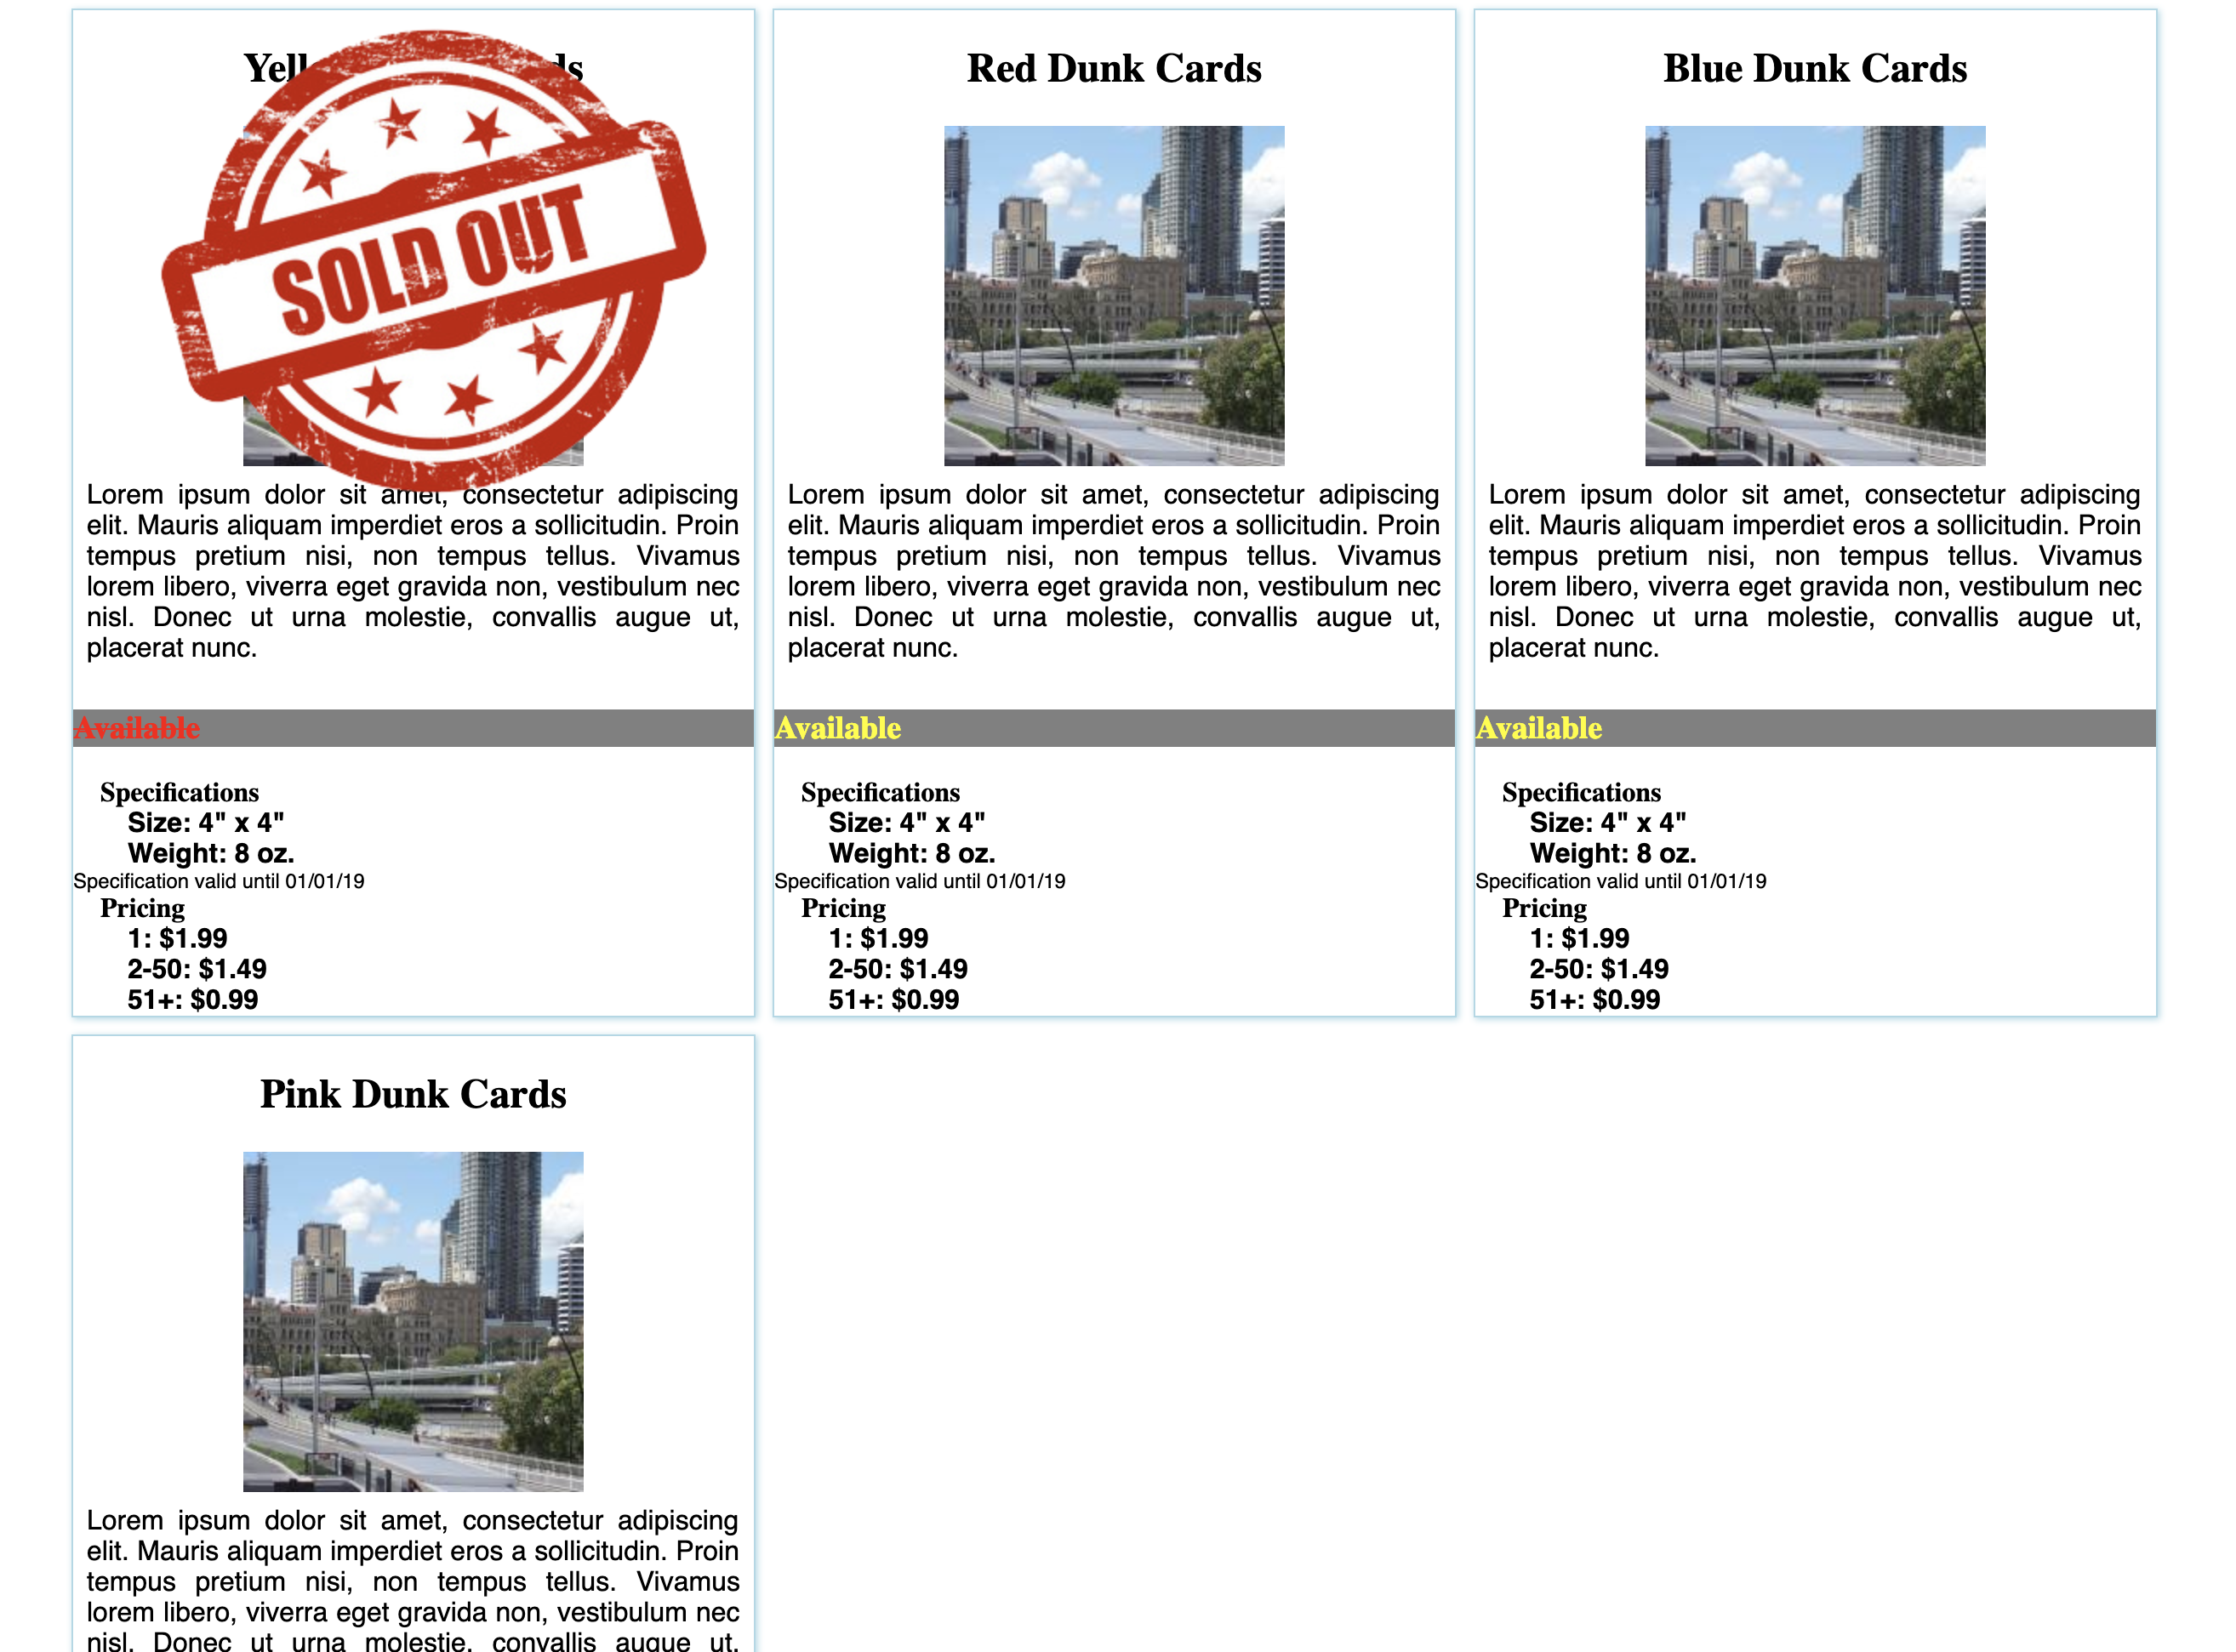 SOLD OUT
Lorem ipsum dolor sit amet, consectetur adipiscing
elit. Mauris aliquam imperdiet eros a sollicitudin. Proin
tempus pretium nisi, non tempus tellus. Vivamus
lorem libero, viverra eget gravida non, vestibulum nec
nisl. Donec ut urna molestie, convallis augue ut,
placerat nunc.
Available
Specifications
Size: 4" x 4"
Weight: 8 oz.
Specification valid until 01/01/19
Pricing
1: $1.99
2-50: $1.49
51+: $0.99
Red Dunk Cards
Lorem ipsum dolor sit amet, consectetur adipiscing
elit. Mauris aliquam imperdiet eros a sollicitudin. Proin
tempus pretium nisi, non tempus tellus. Vivamus
lorem libero, viverra eget gravida non, vestibulum nec
nisl. Donec ut urna molestie, convallis augue ut,
placerat nunc.
Available
Specifications
Size: 4" x 4"
Weight: 8 oz.
Specification valid until 01/01/19
Pricing
1: $1.99
2-50: $1.49
51+: $0.99
Blue Dunk Cards
Lorem ipsum dolor sit amet, consectetur adipiscing
elit. Mauris aliquam imperdiet eros a sollicitudin. Proin
tempus pretium nisi, non tempus tellus. Vivamus
lorem libero, viverra eget gravida non, vestibulum nec
nisl. Donec ut urna molestie, convallis augue ut,
placerat nunc.
Available
Specifications
Size: 4" x 4"
Weight: 8 oz.
Specification valid until 01/01/19
Pricing
1: $1.99
2-50: $1.49
51+: $0.99
Pink Dunk Cards
Lorem ipsum dolor sit amet, consectetur adipiscing
elit. Mauris aliquam imperdiet eros a sollicitudin. Proin
tempus pretium nisi, non tempus tellus. Vivamus
lorem libero, viverra eget gravida non, vestibulum nec
nisl. Donec ut urna molestie, convallis augue ut,